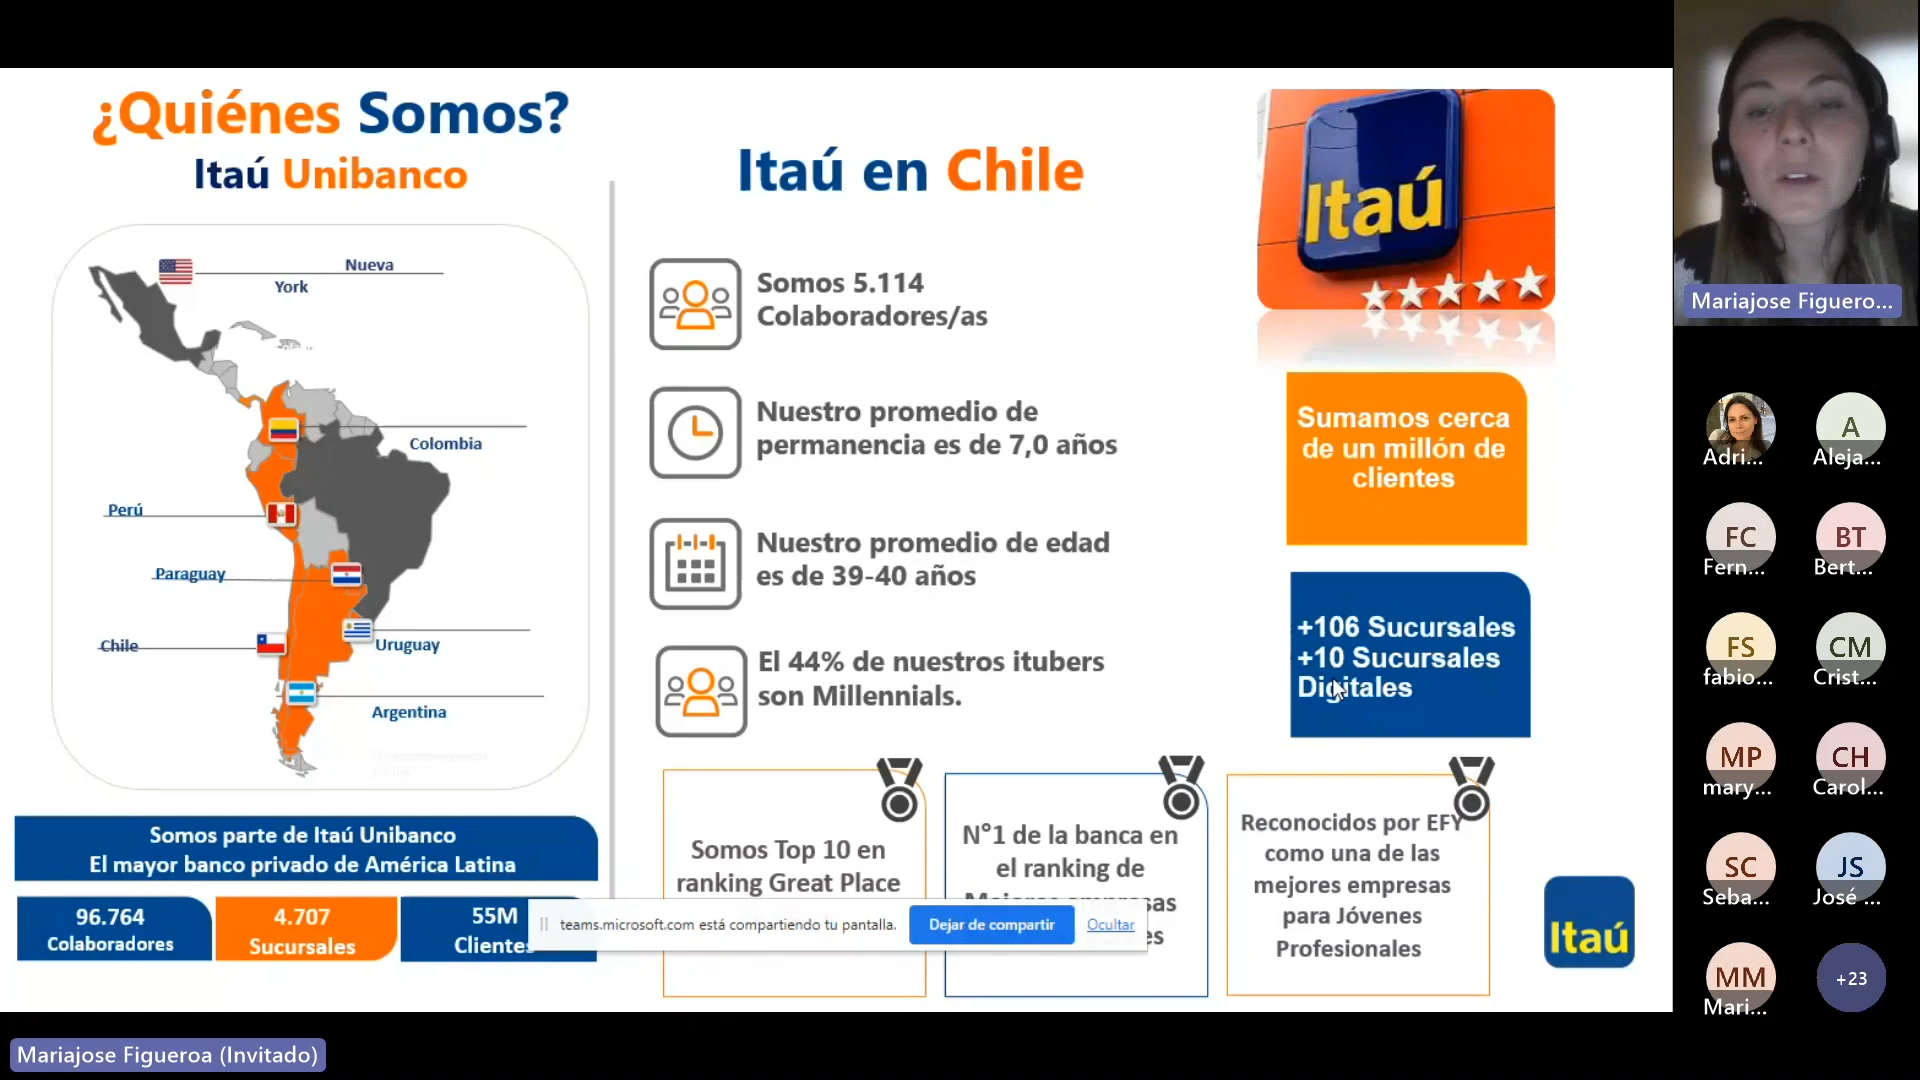 ¿Quiénes Somos?
Itaú Unibanco
Nueva
York
Colombia
Perú
Paraguay
Chile
Uruguay
Argentina
Somos parte de Itaú Unibanco
El mayor banco privado de América Latina
96.764
Colaboradores
4.707
Sucursales
55M
Clientes
Itaú en Chile
Somos 5.114
Colaboradores/as
Nuestro promedio de
permanencia es de 7,0 años
Nuestro promedio de edad
es de 39-40 años
El 44% de nuestros itubers
son Millennials.
Itaú
Sumamos cerca
de un millón de
clientes
+106 Sucursales
+10 Sucursales
Digitales
Somos Top 10 en
ranking Great Place
N°1 de la banca en
el ranking de
Mejores empresas
Reconocidos por EFY
como una de las
mejores empresas
para Jóvenes
Profesionales
Itaú
teams.microsoft.com está compartiendo tu pantalla.
Dejar de compartir
Ocultar
Mariajose Figueroa (Invitado)
Mariajose Figuero...
Adri...
A
Aleja...
FC
Fern...
BT
Bert...
FS
fabio...
CM
Crist...
MP
mary...
CH
Carol...
SC
Seba...
JS
José ...
MM
Mari...
+23